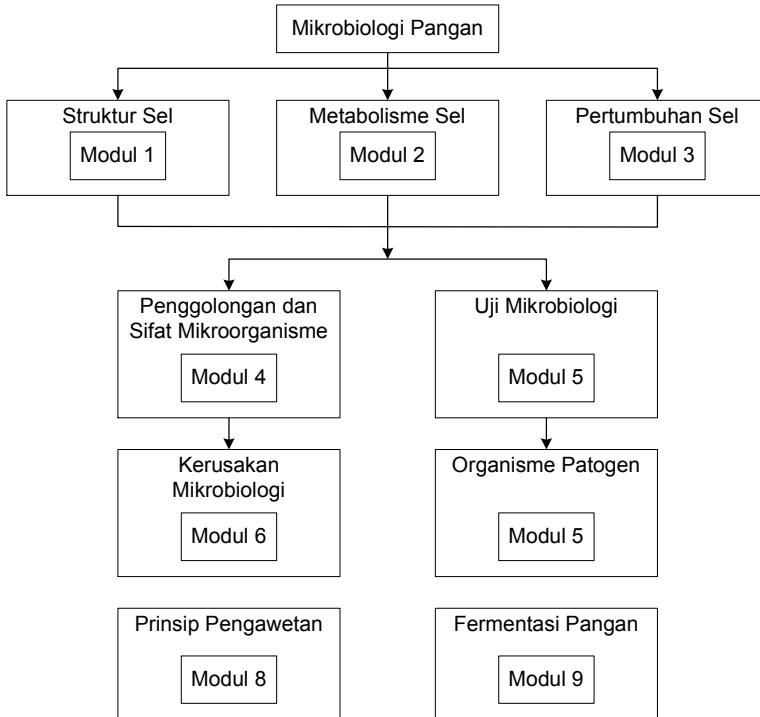 Mikrobiologi Pangan
Struktur Sel
Modul 1
Metabolisme Sel
Modul 2
Pertumbuhan Sel
Modul 3
Penggolongan dan
Sifat Mikroorganisme
Modul 4
Uji Mikrobiologi
Modul 5
Kerusakan
Mikrobiologi
Modul 6
Organisme Patogen
Modul 5
Prinsip Pengawetan
Modul 8
Fermentasi Pangan
Modul 9